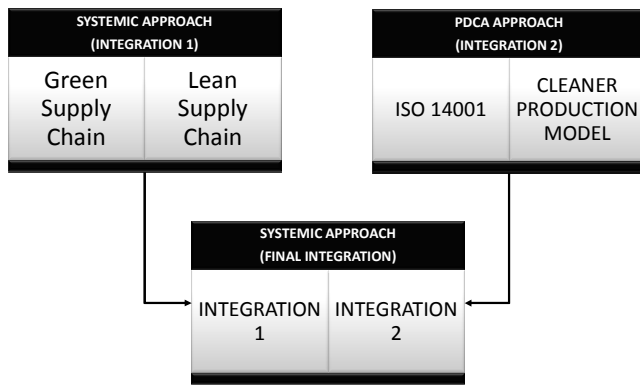 SYSTEMIC APPROACH
(INTEGRATION 1)
Green
Supply
Chain
Lean
Supply
Chain
PDCA APPROACH
(INTEGRATION 2)
ISO 14001
CLEANER
PRODUCTION
MODEL
SYSTEMIC APPROACH
(FINAL INTEGRATION)
INTEGRATION
1
INTEGRATION
2